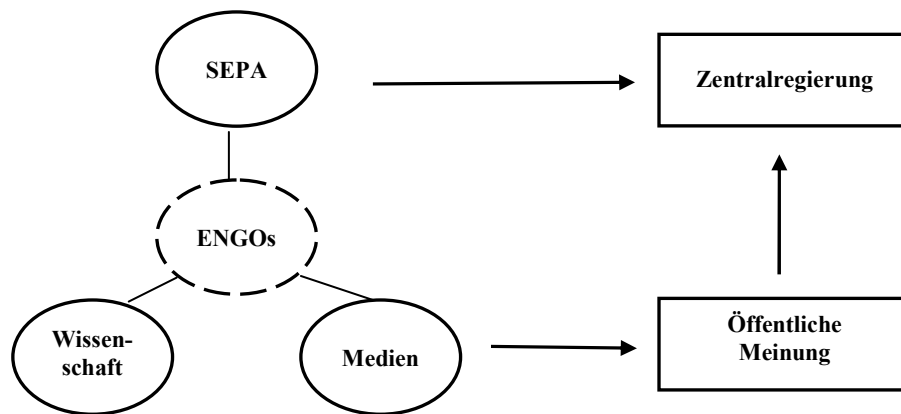 SEPA
Zentralregierung
ENGOs
Wissen-
schaft
Medien
Öffentliche
Meinung